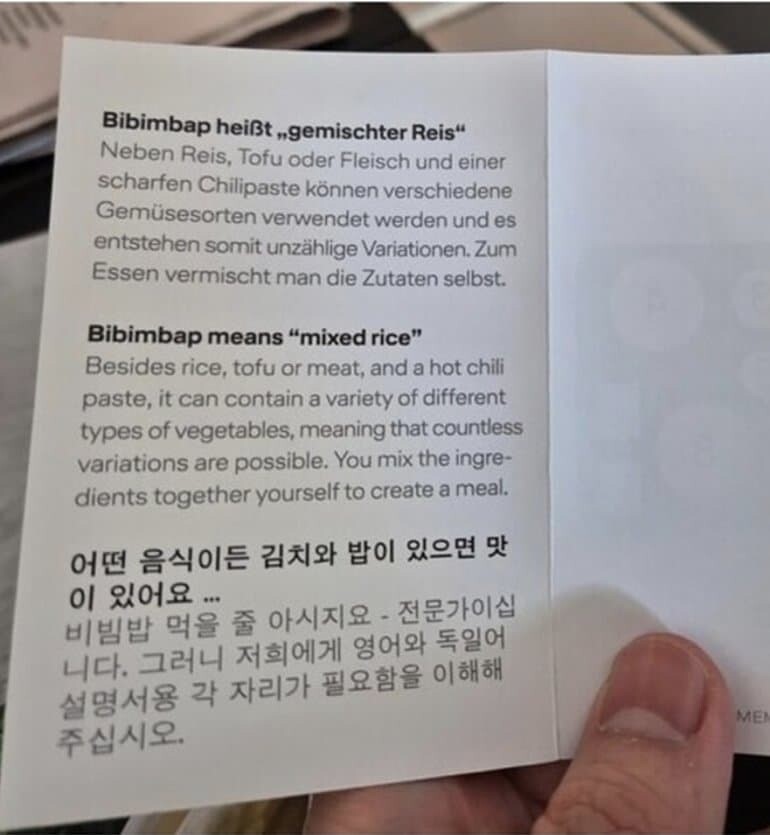 Bibimbap heißt „gemischter Reis“
Neben Reis, Tofu oder Fleisch und einer
scharfen Chilipaste können verschiedene
Gemüsesorten verwendet werden und es
entstehen somit unzählige Variationen. Zum
Essen vermischt man die Zutaten selbst.
Bibimbap means “mixed rice”
Besides rice, tofu or meat, and a hot chili
paste, it can contain a variety of different
types of vegetables, meaning that countless
variations are possible. You mix the ingre-
dients together yourself to create a meal.
어떤 음식이든 김치와 밥이 있으면 맛
이 있어요 ...
비빔밥 먹을 줄 아시지요 - 전문가이십
니다. 그러니 저희에게 영어와 독일어
설명서용 각 자리가 필요함을 이해해
주십시오.